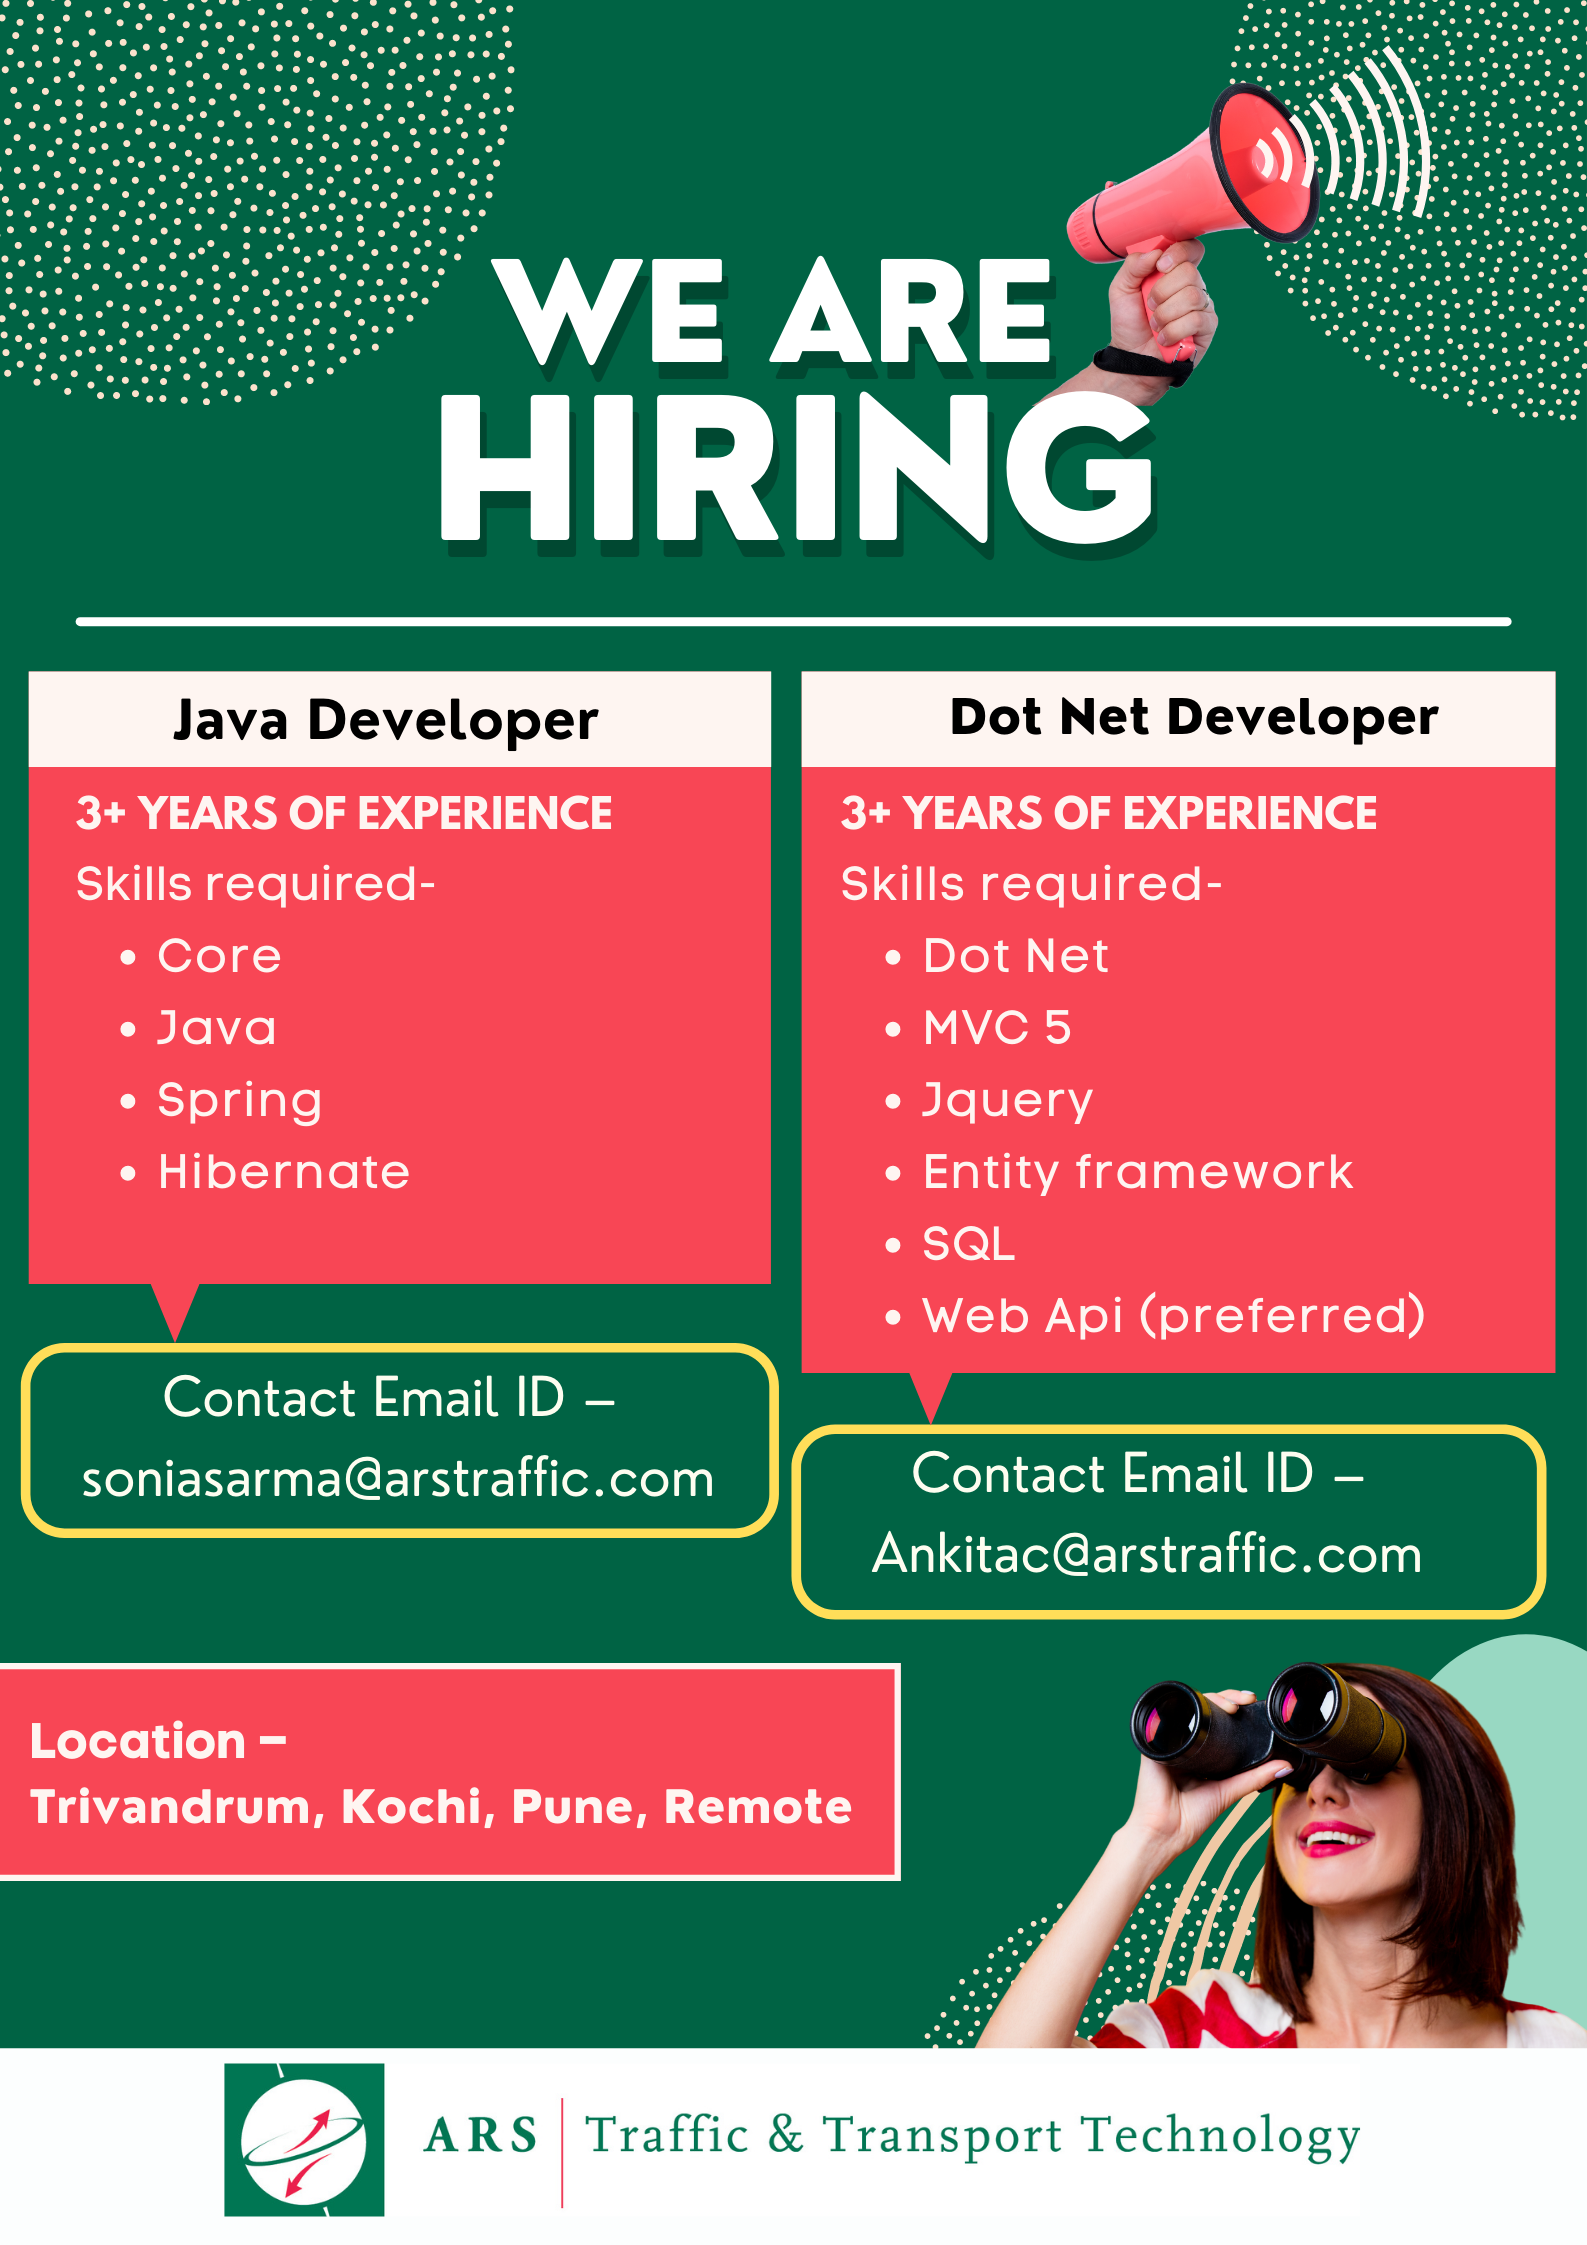 WE ARE
HIRING
Java Developer
3+ YEARS OF EXPERIENCE
Skills required-
• Core
• Java
• Spring
• Hibernate
Contact Email ID –
soniasarma@arstraffic.com
Dot Net Developer
3+ YEARS OF EXPERIENCE
Skills required-
• Dot Net
• MVC 5
• Jquery
• Entity framework
• SQL
• Web Api (preferred)
Contact Email ID –
Ankitac@arstraffic.com
Location –
Trivandrum, Kochi, Pune, Remote
ARS | Traffic & Transport Technology